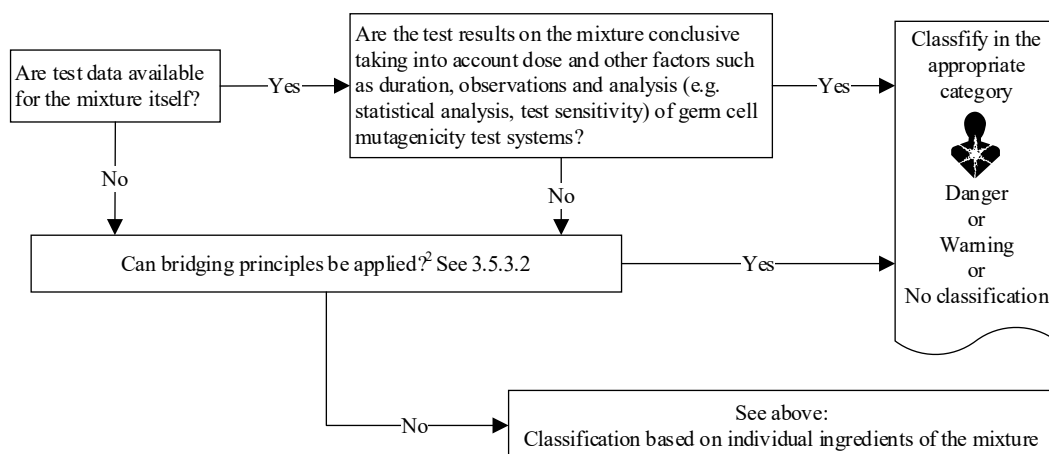 Are test data available
for the mixture itself?
Yes
Are the test results on the mixture conclusive
taking into account dose and other factors such
as duration, observations and analysis (e.g.
statistical analysis, test sensitivity) of germ cell
mutagenicity test systems?
Yes
Classfify in the
appropriate
category
Danger
or
Warning
or
No classification
No
No
Can bridging principles be applied?² See 3.5.3.2
Yes
No
See above:
Classification based on individual ingredients of the mixture